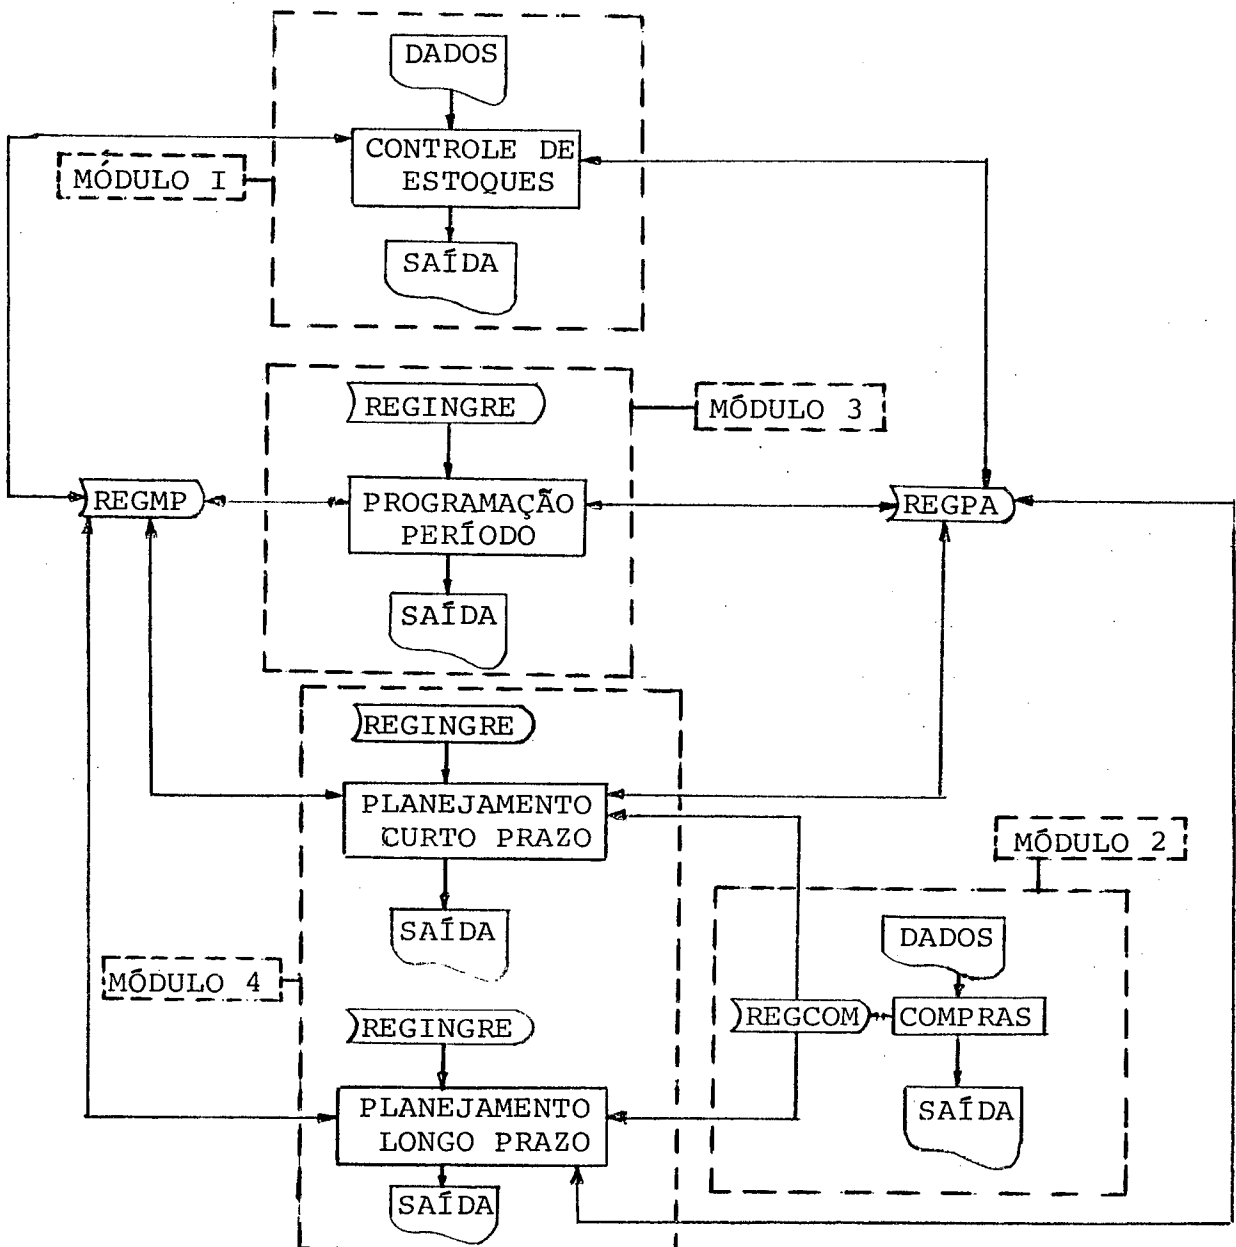 DADOS
CONTROLE DE
ESTOQUES
MÓDULO I
SAÍDA
REGINGRE
MÓDULO 3
REGMP
PROGRAMAÇÃO
PERÍODO
REGPA
SAÍDA
REGINGRE
PLANEJAMENTO
CURTO PRAZO
MÓDULO 2
SAÍDA
DADOS
MÓDULO 4
REGINGRE
REGCOM
COMPRAS
PLANEJAMENTO
LONGO PRAZO
SAÍDA
SAÍDA